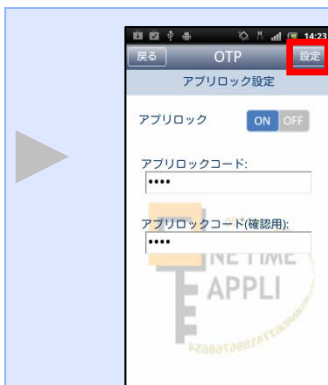 14:23
戻る OTP 設定
アプリロック設定
アプリロック ON OFF
アプリロックコード:
••••
アプリロックコード(確認用):
••••
NE TIME
APPLI